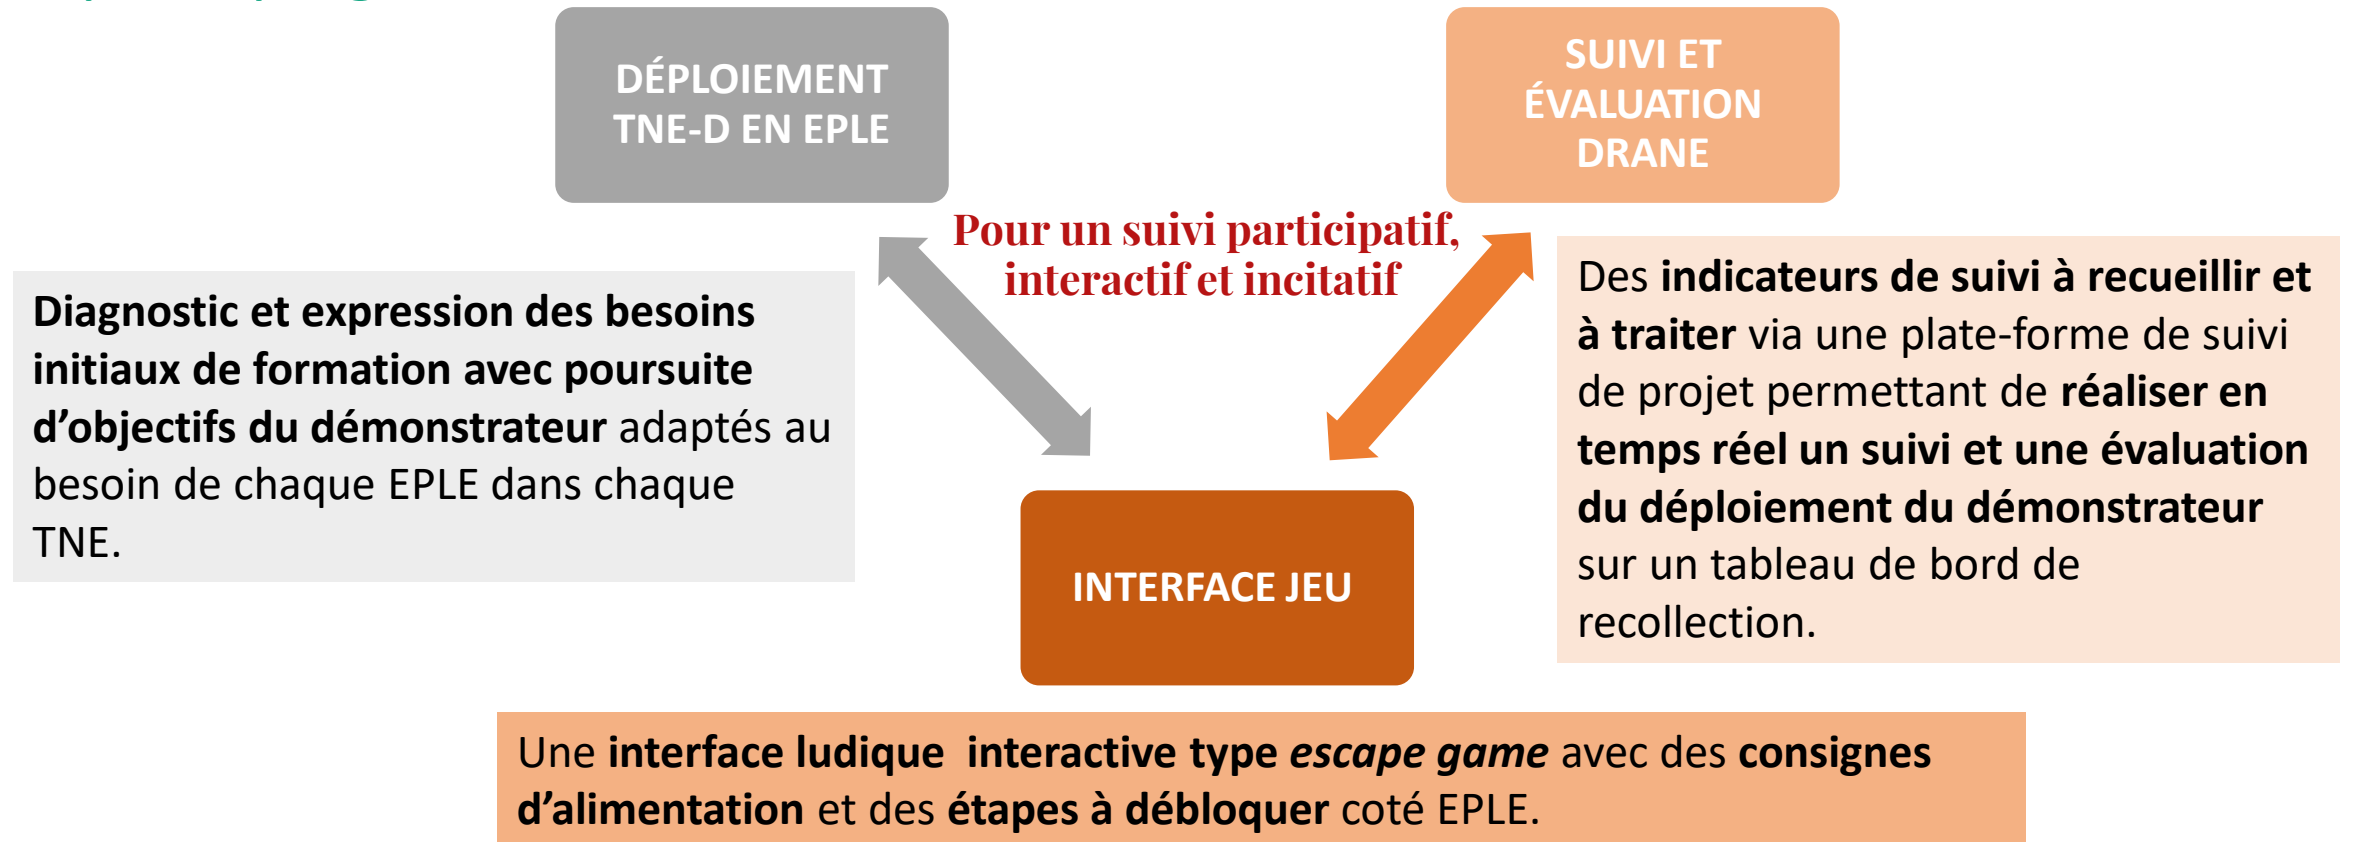 DÉPLOIEMENT
TNE-D EN EPLE
SUIVI ET
ÉVALUATION
DRANE
Pour un suivi participatif,
interactif et incitatif
Diagnostic et expression des besoins
initiaux de formation avec poursuite
d’objectifs du démonstrateur adaptés au
besoin de chaque EPLE dans chaque
TNE.
Des indicateurs de suivi à recueillir et
à traiter via une plate-forme de suivi
de projet permettant de réaliser en
temps réel un suivi et une évaluation
du déploiement du démonstrateur
sur un tableau de bord de
recollection.
INTERFACE JEU
Une interface ludique  interactive type escape game avec des consignes
d’alimentation et des étapes à débloquer coté EPLE.